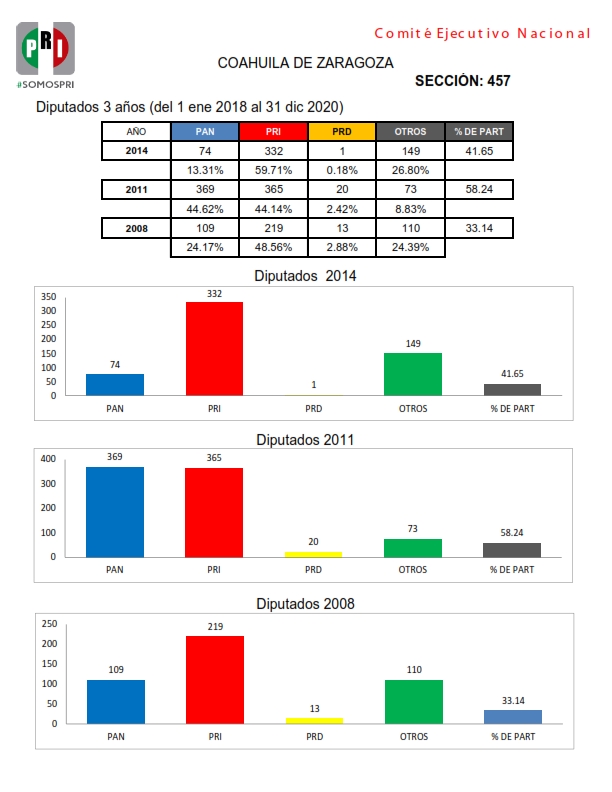 Comité Ejecutivo Nacional
PRI
#SOMOSPRI
COAHUILA DE ZARAGOZA
SECCIÓN: 457
Diputados 3 años (del 1 ene 2018 al 31 dic 2020)
AÑO PAN PRI PRD OTROS % DE PART
2014 74 332 1 149 41.65
13.31% 59.71% 0.18% 26.80%
2011 369 365 20 73 58.24
44.62% 44.14% 2.42% 8.83%
2008 109 219 13 110 33.14
24.17% 48.56% 2.88% 24.39%
Diputados 2014
350
300
250
200
150
100
50
0
74 332 1 149 41.65
PAN PRI PRD OTROS % DE PART
Diputados 2011
400
300
200
100
0
369 365 20 73 58.24
PAN PRI PRD OTROS % DE PART
Diputados 2008
250
200
150
100
50
0
109 219 13 110 33.14
PAN PRI PRD OTROS % DE PART